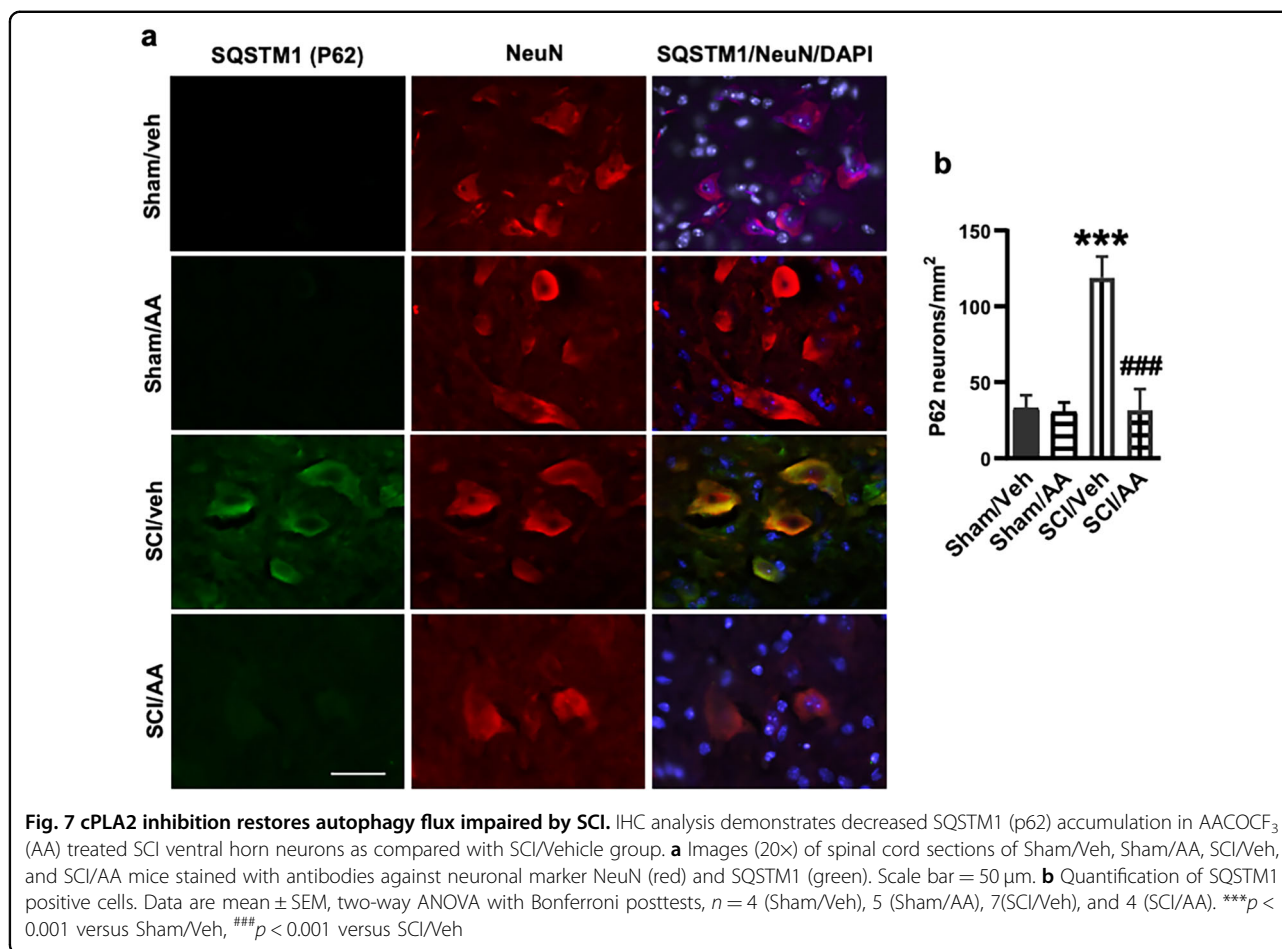 a
SQSTM1 (P62) NeuN SQSTM1/NeuN/DAPI
Sham/veh
Sham/AA
SCI/veh
SCI/AA
b
P62 neurons/mm²
150
100
50
0
***
###
Sham/Veh
Sham/AA
SCI/Veh
SCI/AA
Fig. 7 cPLA2 inhibition restores autophagy flux impaired by SCI. IHC analysis demonstrates decreased SQSTM1 (p62) accumulation in AACOCF₃
(AA) treated SCI ventral horn neurons as compared with SCI/Vehicle group. a Images (20×) of spinal cord sections of Sham/Veh, Sham/AA, SCI/Veh,
and SCI/AA mice stained with antibodies against neuronal marker NeuN (red) and SQSTM1 (green). Scale bar = 50 μm. b Quantification of SQSTM1
positive cells. Data are mean ± SEM, two-way ANOVA with Bonferroni posttests, n = 4 (Sham/Veh), 5 (Sham/AA), 7(SCI/Veh), and 4 (SCI/AA). ***p <
0.001 versus Sham/Veh, ###p < 0.001 versus SCI/Veh